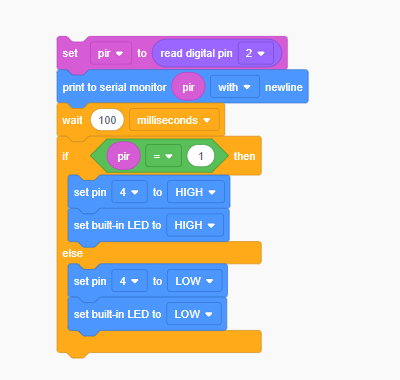 set pir to read digital pin 2
print to serial monitor pir with newline
wait 100 milliseconds
if pir = 1 then
set pin 4 to HIGH
set built-in LED to HIGH
else
set pin 4 to LOW
set built-in LED to LOW